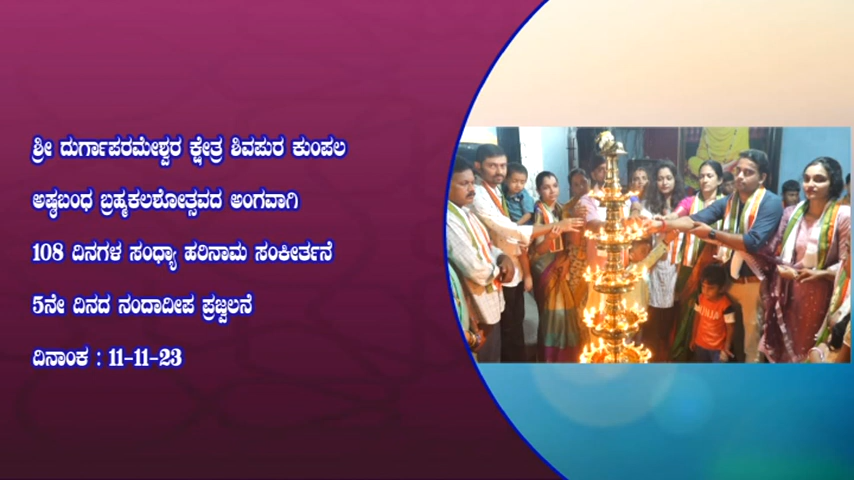 ಶ್ರೀ ದುರ್ಗಾಪರಮೇಶ್ವರ ಕ್ಷೇತ್ರ ಶಿವಪುರ ಕುಂಪಲ
ಅಷ್ಠಬಂಧ ಬ್ರಹ್ಮಕಲಶೋತ್ಸವದ ಅಂಗವಾಗಿ
108 ದಿನಗಳ ಸಂಧ್ಯಾ ಹರಿನಾಮ ಸಂಕೀರ್ತನೆ
5ನೇ ದಿನದ ನಂದಾದೀಪ ಪ್ರಜ್ವಲನೆ
ದಿನಾಂಕ : 11-11-23